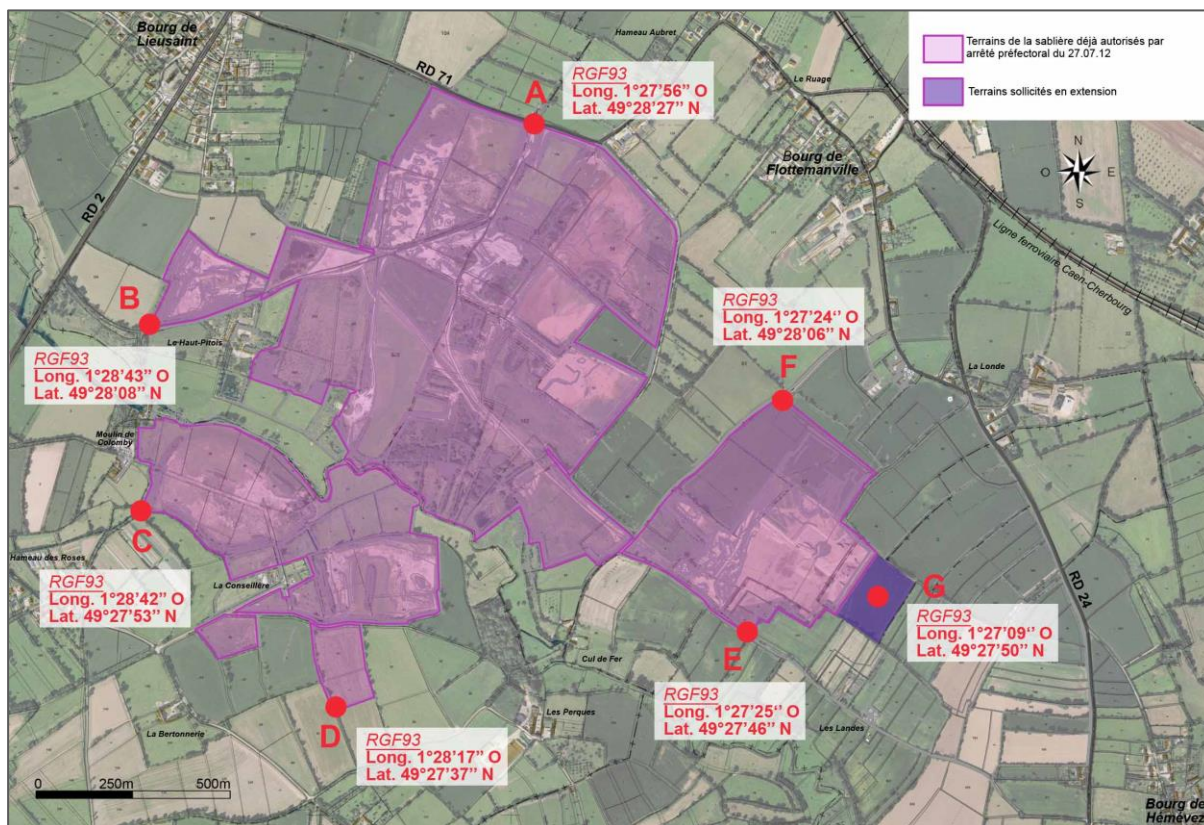 Bourg de
Lieusaint
Hameau Aubret
RD 71
A
RGF93
Long. 1°27’56’’ O
Lat. 49°28’27’’ N
Le Ruage
Terrains de la sablière déjà autorisés par
arrêté préfectoral du 27.07.12
Terrains sollicités en extension
Bourg de
Flottemanville
N
O
E
S
RD 2
Ligne ferroviaire Caen-Cherbourg
B
Le Haut-Pitois
RGF93
Long. 1°28’43’’ O
Lat. 49°28’08’’ N
RGF93
Long. 1°27’24‘’ O
Lat. 49°28’06’’ N
F
La Londe
Moulin de
Colomby
C
Hameau des Roses
RGF93
Long. 1°28’42’’ O
Lat. 49°27’53’’ N
La Conseillère
G
RGF93
Long. 1°27’09‘’ O
Lat. 49°27’50’’ N
RD 24
E
RGF93
Long. 1°27’25‘’ O
Lat. 49°27’46’’ N
Cul de Fer
Les Landes
D
RGF93
Long. 1°28’17’’ O
Lat. 49°27’37’’ N
Les Perques
La Bertonnerie
0 250m 500m
Bourg de
Hémévez